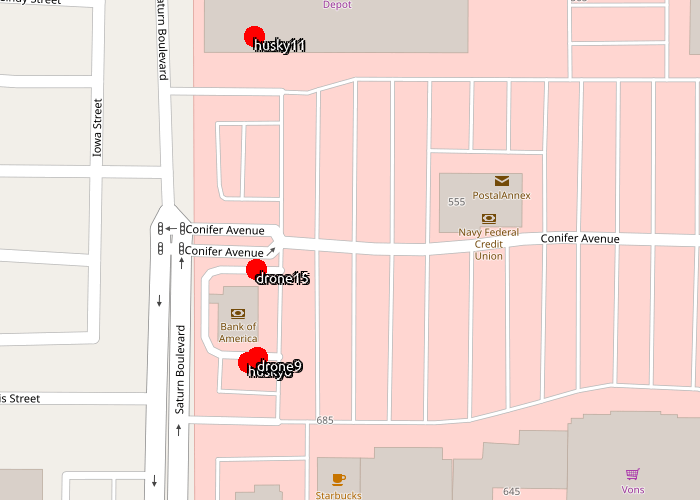 Depot
husky11
Saturn Boulevard
Iowa Street
555
PostalAnnex
Navy Federal
Credit
Union
Conifer Avenue
Conifer Avenue
Conifer Avenue
drone15
Bank of
America
drone9
Saturn Boulevard
685
Starbucks
645
Vons